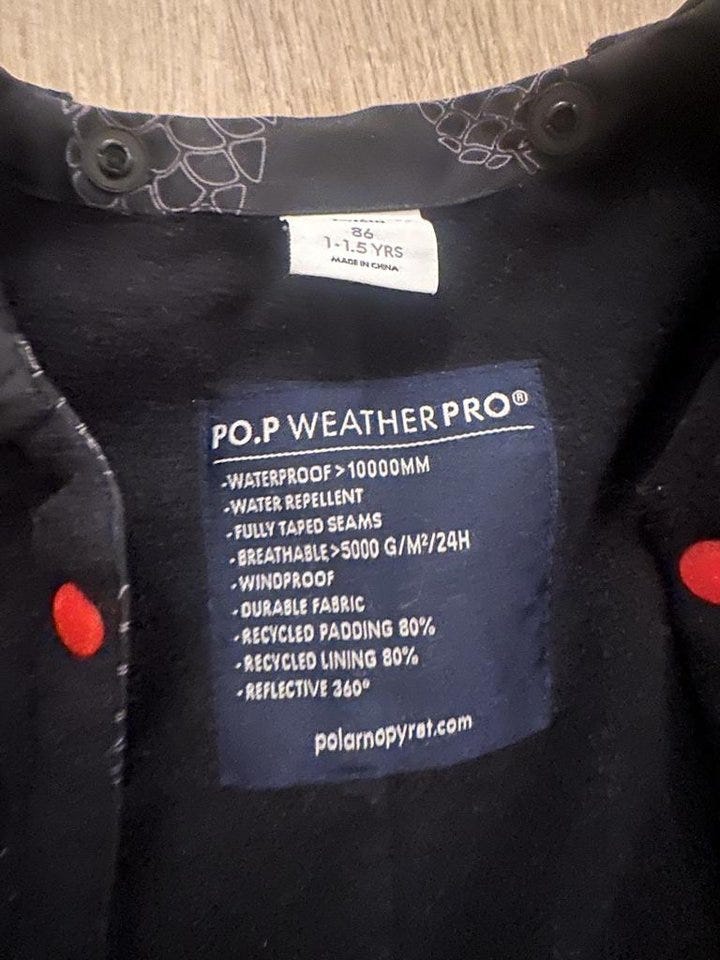 86
1-1.5 YRS
MADE IN CHINA
PO.P WEATHERPRO®
-WATERPROOF>10000MM
-WATER REPELLENT
-FULLY TAPED SEAMS
-BREATHABLE>5000 G/M²/24H
-WINDPROOF
-DURABLE FABRIC
-RECYCLED PADDING 80%
-RECYCLED LINING 80%
-REFLECTIVE 360°
polarnopyret.com